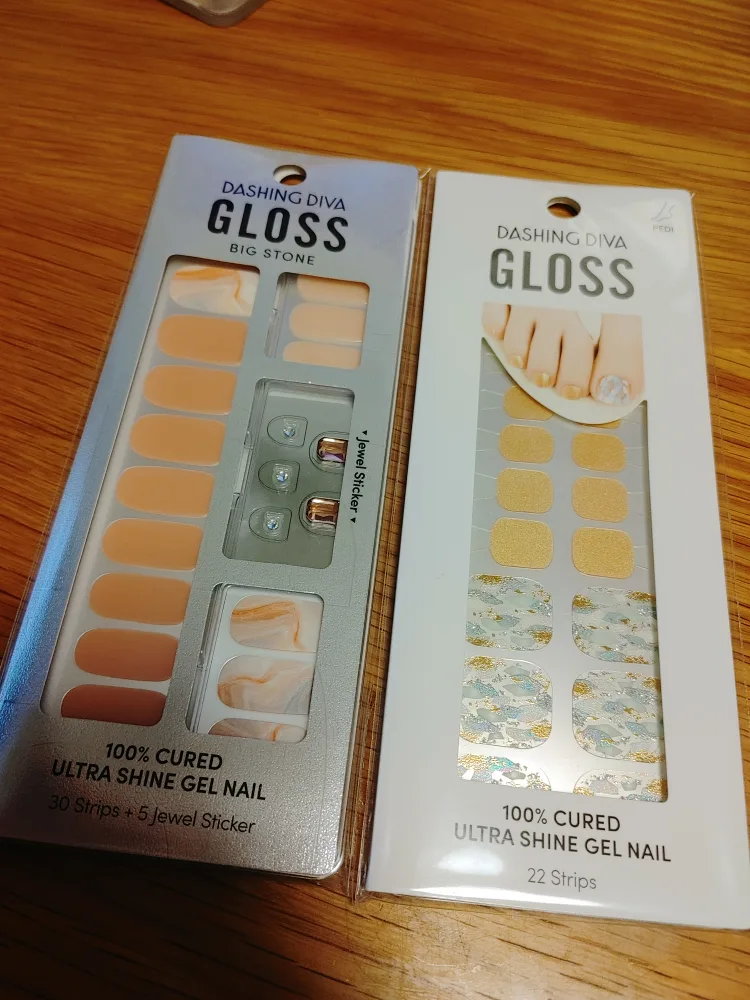 DASHING DIVA
GLOSS
BIG STONE
▼ Jewel Sticker ▼
100% CURED
ULTRA SHINE GEL NAIL
30 Strips + 5 Jewel Sticker
DASHING DIVA
GLOSS
PEDI
100% CURED
ULTRA SHINE GEL NAIL
22 Strips